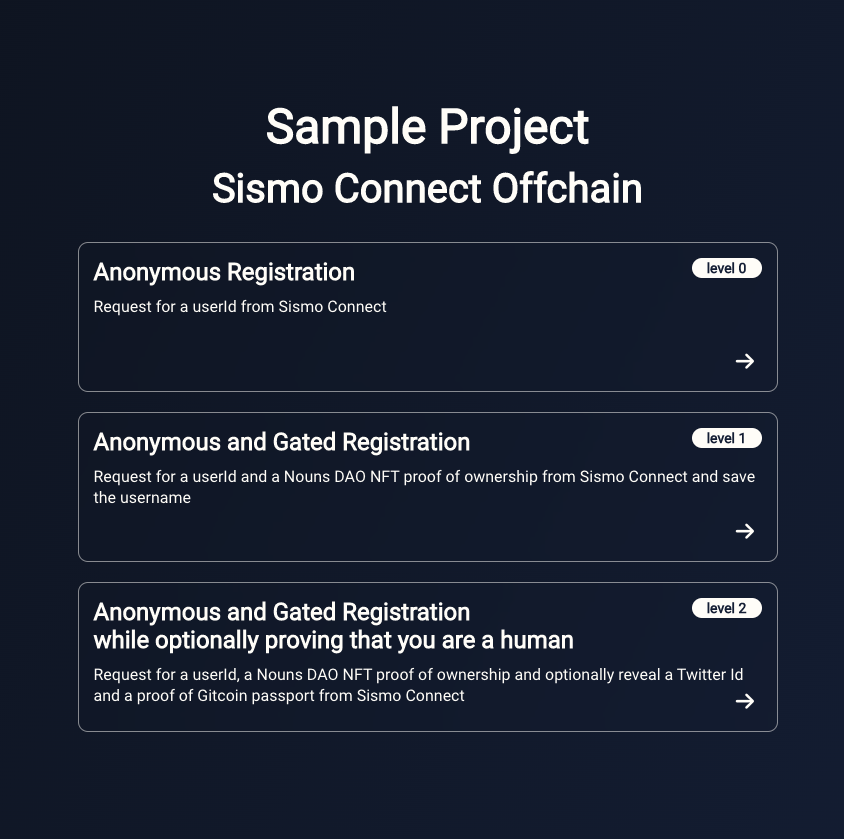 Sample Project
Sismo Connect Offchain
Anonymous Registration
level 0
Request for a userId from Sismo Connect
Anonymous and Gated Registration
level 1
Request for a userId and a Nouns DAO NFT proof of ownership from Sismo Connect and save
the username
Anonymous and Gated Registration
level 2
while optionally proving that you are a human
Request for a userId, a Nouns DAO NFT proof of ownership and optionally reveal a Twitter Id
and a proof of Gitcoin passport from Sismo Connect